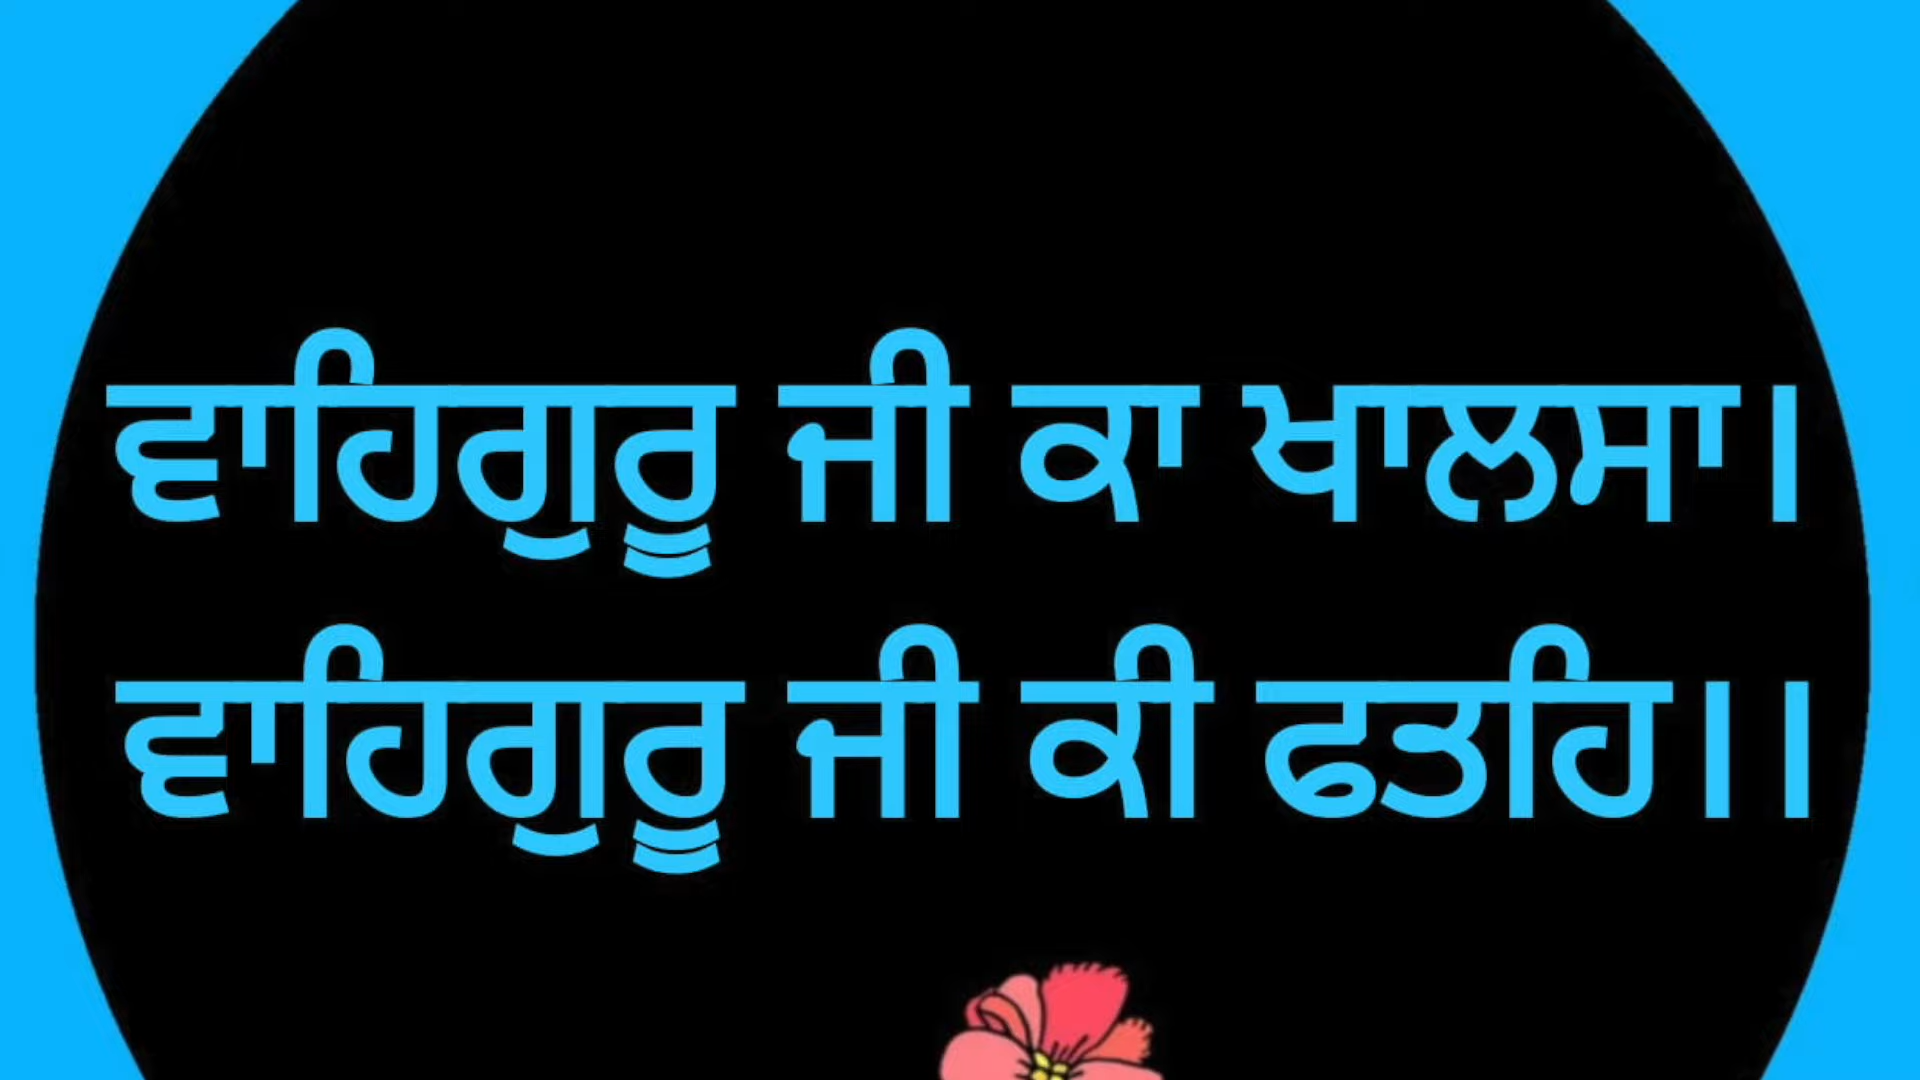 ਵਾਹਿਗੁਰੂ ਜੀ ਕਾ ਖਾਲਸਾ।
ਵਾਹਿਗੁਰੂ ਜੀ ਕੀ ਫਤਹਿ।।